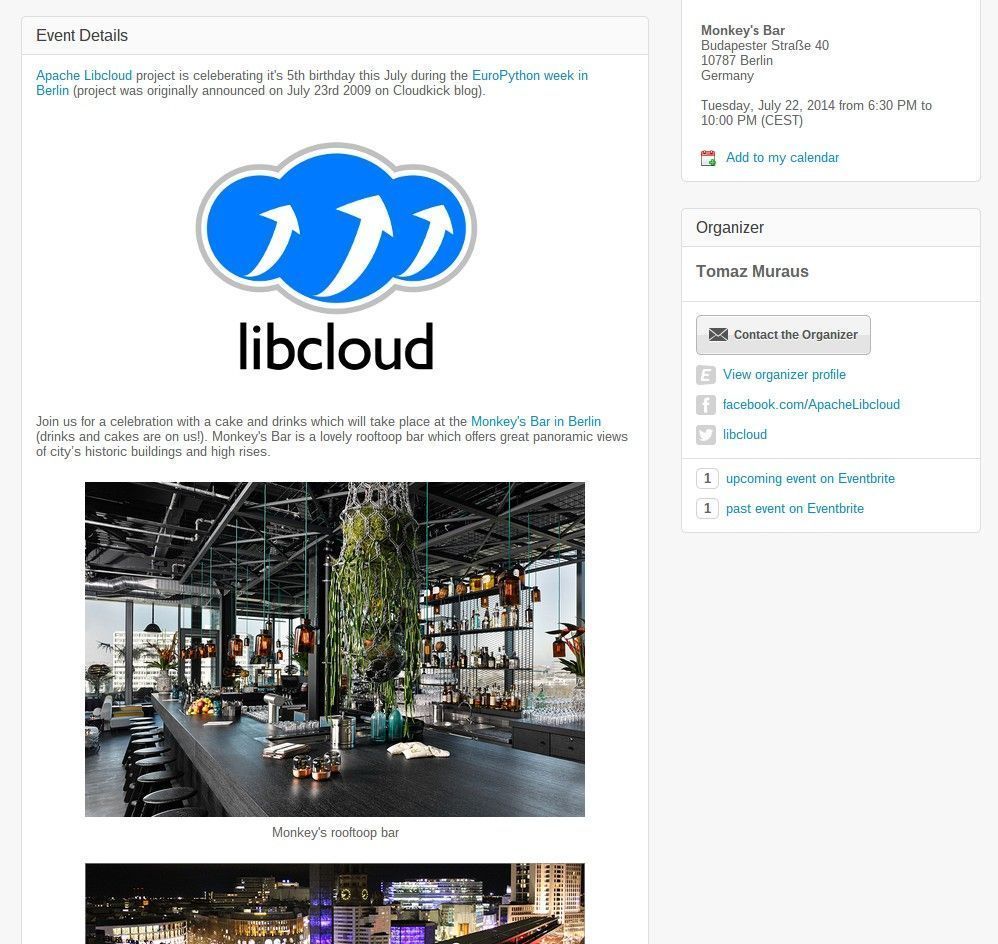 Event Details
Apache Libcloud project is celeberating it's 5th birthday this July during the EuroPython week in
Berlin (project was originally announced on July 23rd 2009 on Cloudkick blog).
libcloud
Join us for a celebration with a cake and drinks which will take place at the Monkey's Bar in Berlin
(drinks and cakes are on us!). Monkey's Bar is a lovely rooftoop bar which offers great panoramic views
of city's historic buildings and high rises.
Monkey's rooftoop bar
Monkey's Bar
Budapester Straße 40
10787 Berlin
Germany
Tuesday, July 22, 2014 from 6:30 PM to
10:00 PM (CEST)
Add to my calendar
Organizer
Tomaz Muraus
Contact the Organizer
E View organizer profile
f facebook.com/ApacheLibcloud
libcloud
1 upcoming event on Eventbrite
1 past event on Eventbrite